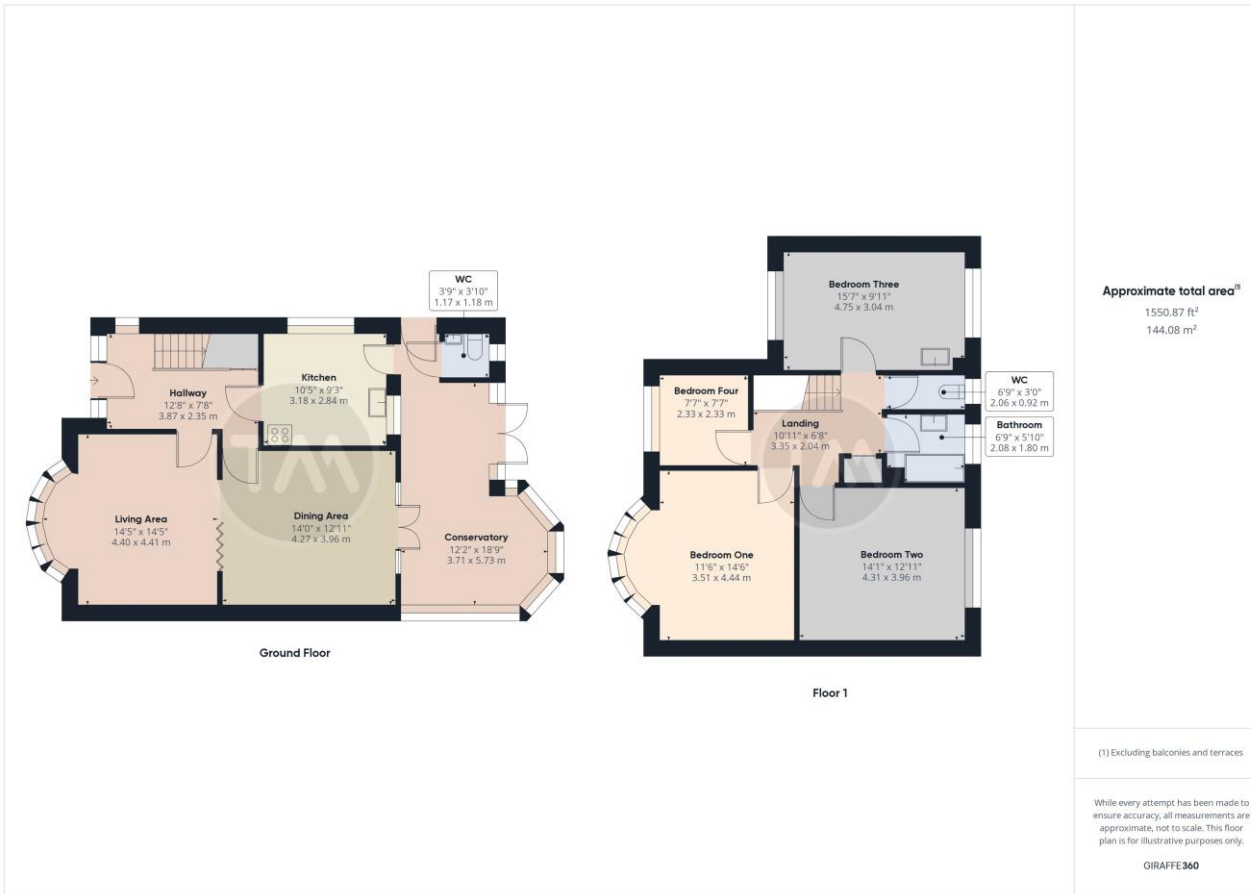 WC
3'9" x 3'10"
1.17 x 1.18 m
Kitchen
10'5" x 9'3"
3.18 x 2.84 m
Hallway
12'8" x 7'8"
3.87 x 2.35 m
Living Area
14'5" x 14'5"
4.40 x 4.41 m
Dining Area
14'0" x 12'11"
4.27 x 3.96 m
Conservatory
12'2" x 18'9"
3.71 x 5.73 m
TM
Ground Floor
Bedroom Three
15'7" x 9'11"
4.75 x 3.04 m
WC
6'9" x 3'0"
2.06 x 0.92 m
Bedroom Four
7'7" x 7'7"
2.33 x 2.33 m
Landing
10'11" x 6'8"
3.35 x 2.04 m
Bathroom
6'9" x 5'10"
2.08 x 1.80 m
Bedroom One
11'6" x 14'6"
3.51 x 4.44 m
Bedroom Two
14'1" x 12'11"
4.31 x 3.96 m
TM
Floor 1
Approximate total area(1)
1550.87 ft²
144.08 m²
(1) Excluding balconies and terraces
While every attempt has been made to
ensure accuracy, all measurements are
approximate, not to scale. This floor
plan is for illustrative purposes only.
GIRAFFE360